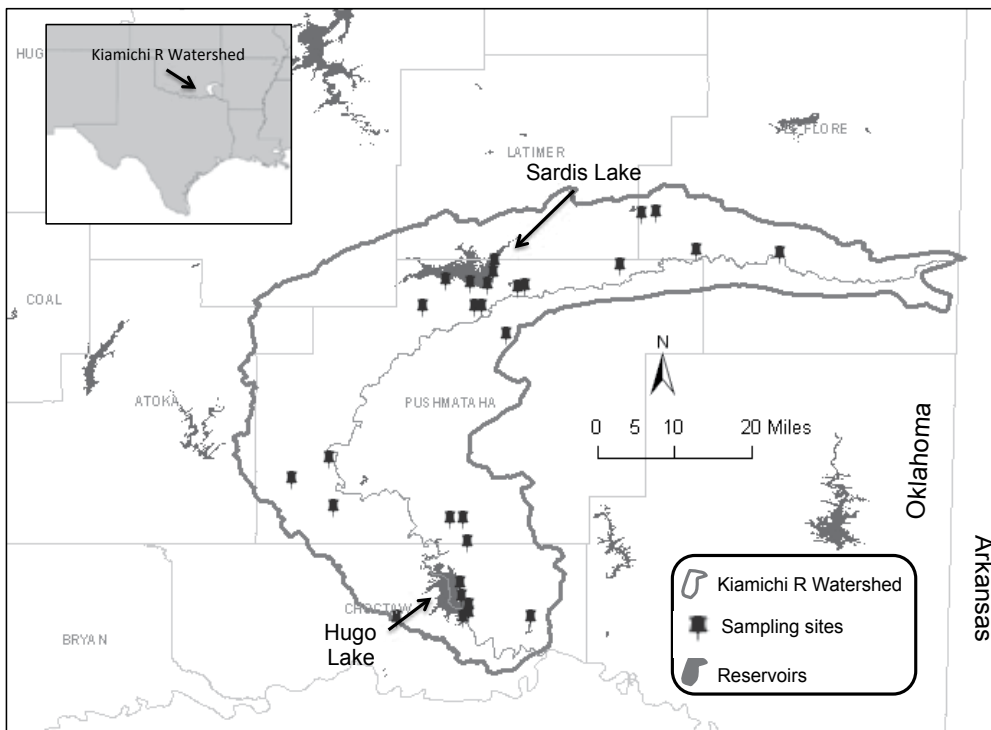 HUG
Kiamichi R Watershed
LATIMER
FLORE
Sardis Lake
COAL
ATOKA
PUSHMATAHA
N
0 5 10 20 Miles
Oklahoma
Arkansas
CHOCTAW
BRYAN
Hugo
Lake
Kiamichi R Watershed
Sampling sites
Reservoirs